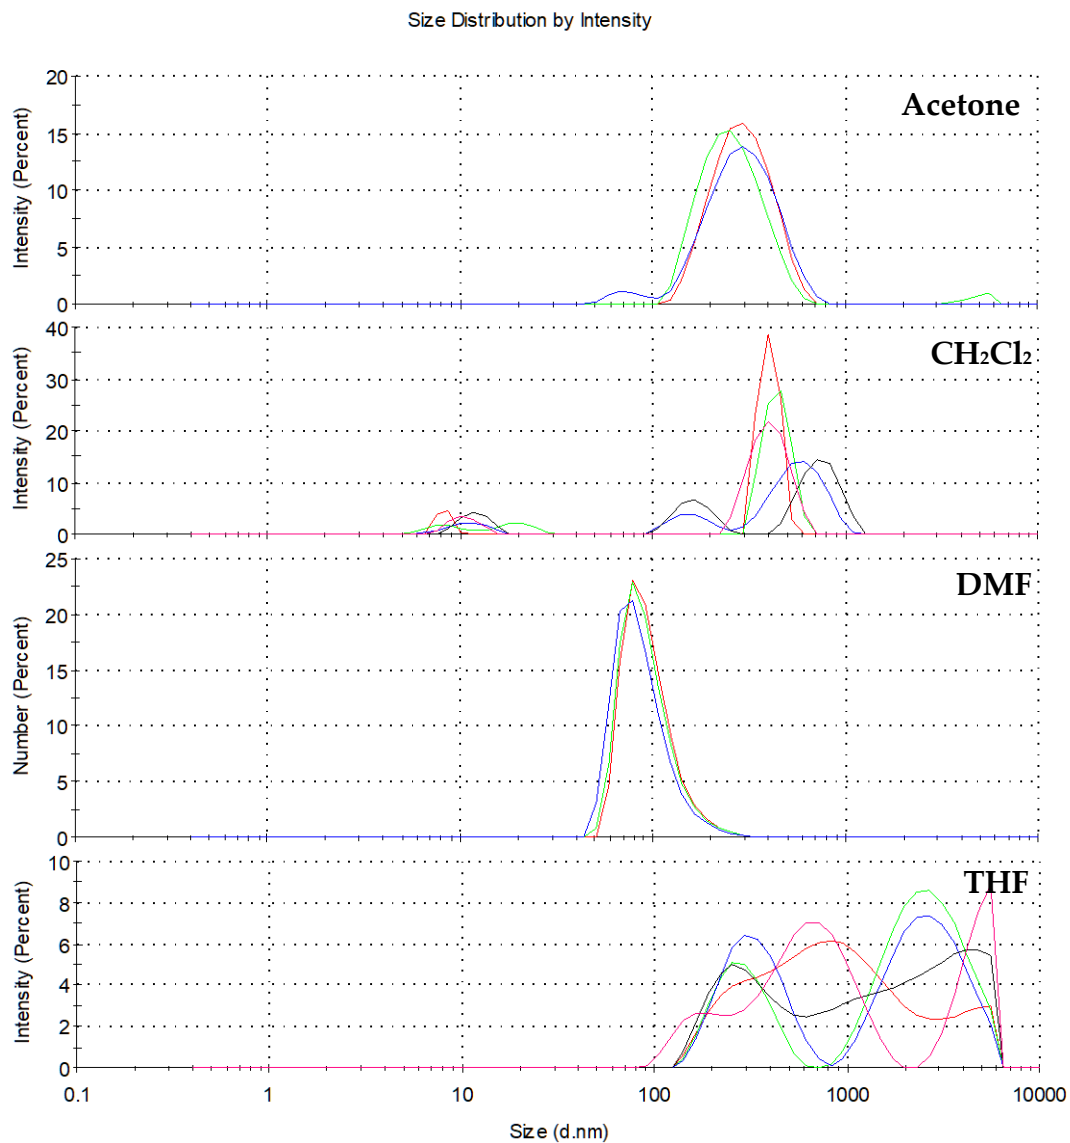 Size Distribution by Intensity
Acetone
Intensity (Percent)
20
15
10
5
0
CH₂Cl₂
Intensity (Percent)
40
30
20
10
0
DMF
Number (Percent)
25
20
15
10
5
0
THF
Intensity (Percent)
10
8
6
4
2
0
0.1 1 10 100 1000 10000
Size (d.nm)